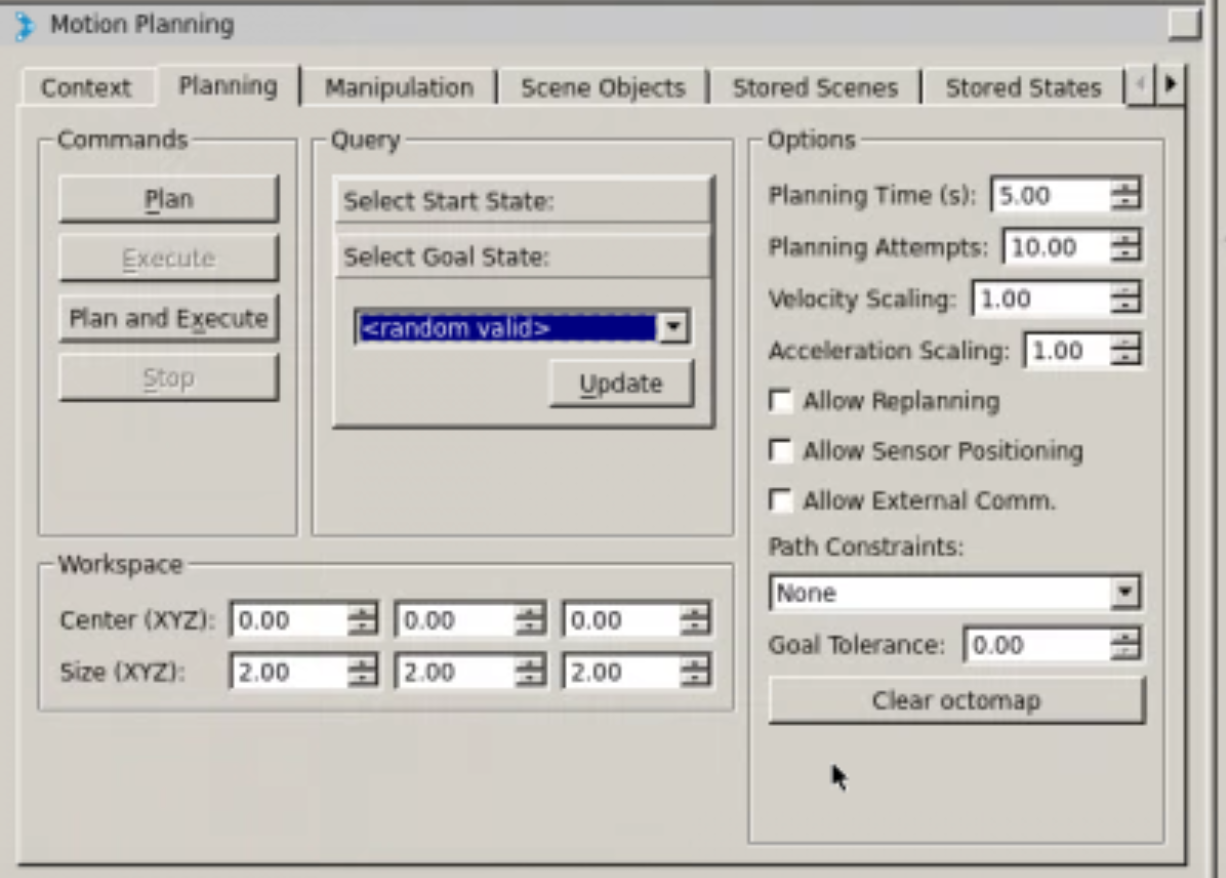 Motion Planning
Context Planning Manipulation Scene Objects Stored Scenes Stored States
Commands
Plan
Execute
Plan and Execute
Stop
Query
Select Start State:
Select Goal State:
<random valid>
Update
Workspace
Center (XYZ): 0.00 0.00 0.00
Size (XYZ): 2.00 2.00 2.00
Options
Planning Time (s): 5.00
Planning Attempts: 10.00
Velocity Scaling: 1.00
Acceleration Scaling: 1.00
Allow Replanning
Allow Sensor Positioning
Allow External Comm.
Path Constraints:
None
Goal Tolerance: 0.00
Clear octomap